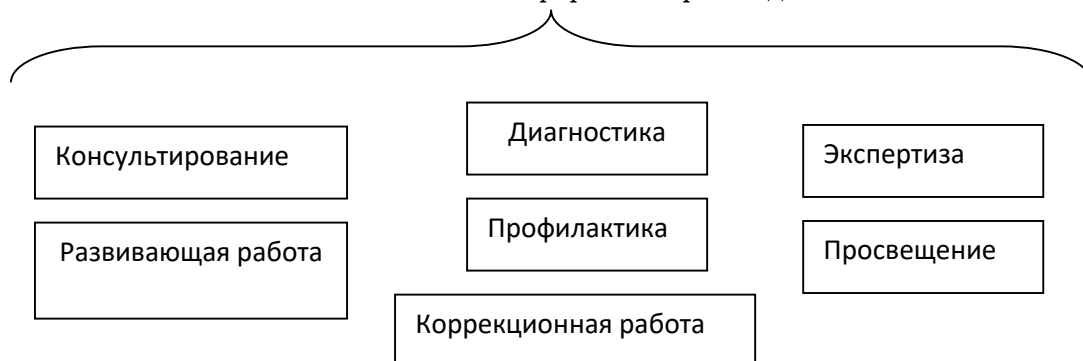 Диагностика
Консультирование
Экспертиза
Профилактика
Развивающая работа
Просвещение
Коррекционная работа